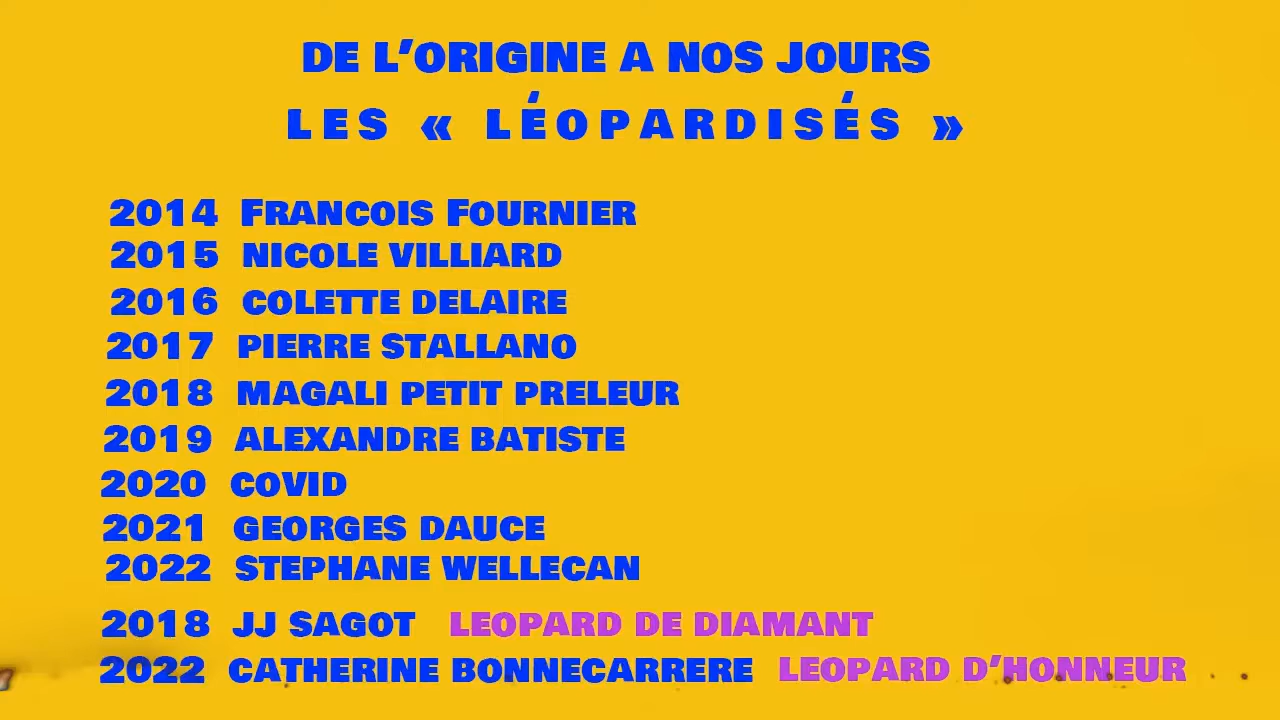 DE L'ORIGINE A NOS JOURS
LES « LÉOPARDISÉS »
2014 FRANCOIS FOURNIER
2015 NICOLE VILLIARD
2016 COLETTE DELAIRE
2017 PIERRE STALLANO
2018 MAGALI PETIT PRELEUR
2019 ALEXANDRE BATISTE
2020 COVID
2021 GEORGES DAUCE
2022 STEPHANE WELLECAN
2018 JJ SAGOT LEOPARD DE DIAMANT
2022 CATHERINE BONNECARRERE LEOPARD D'HONNEUR